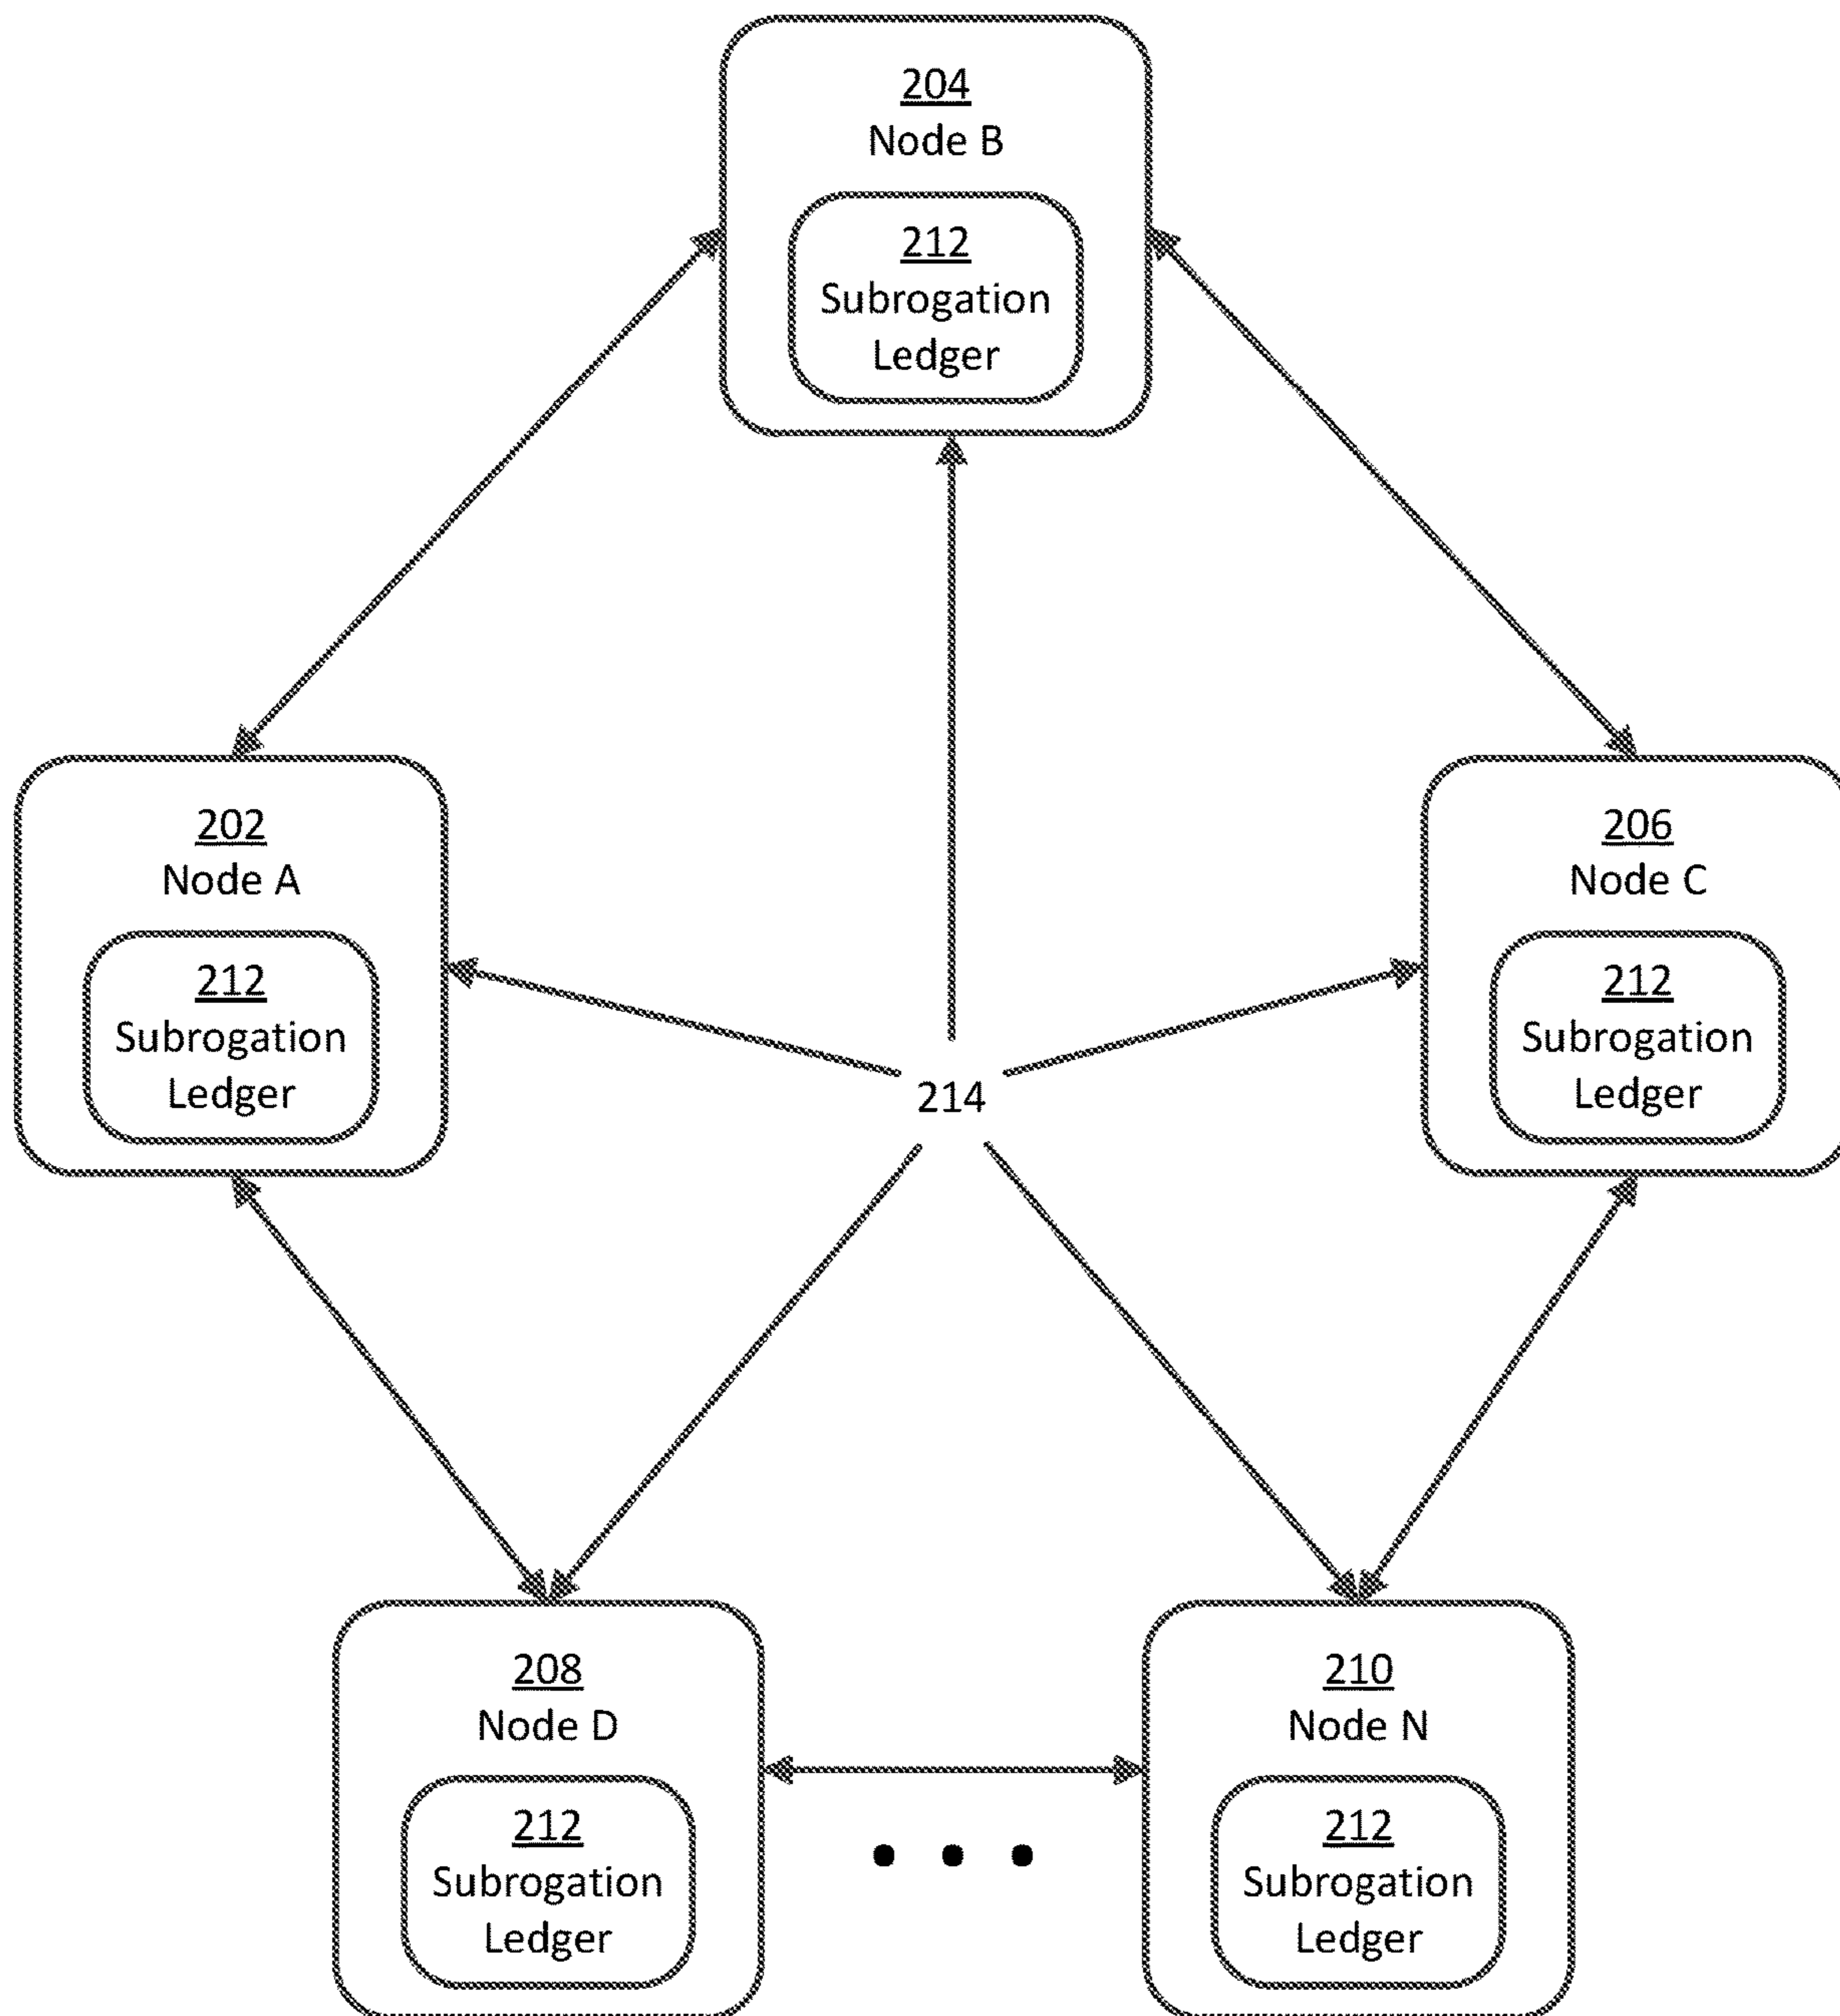 204
Node B
212
Subrogation
Ledger
202
Node A
212
Subrogation
Ledger
206
Node C
212
Subrogation
Ledger
214
208
Node D
212
Subrogation
Ledger
210
Node N
212
Subrogation
Ledger